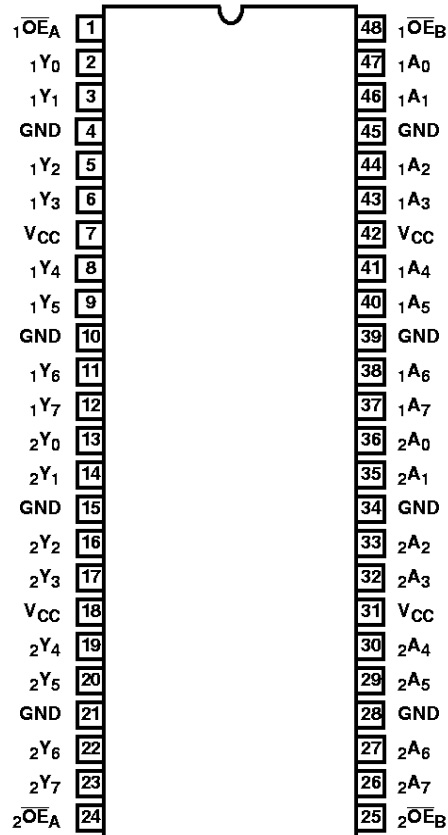 1OEA 1 48 1OEB
1Y0 2 47 1A0
1Y1 3 46 1A1
GND 4 45 GND
1Y2 5 44 1A2
1Y3 6 43 1A3
VCC 7 42 VCC
1Y4 8 41 1A4
1Y5 9 40 1A5
GND 10 39 GND
1Y6 11 38 1A6
1Y7 12 37 1A7
2Y0 13 36 2A0
2Y1 14 35 2A1
GND 15 34 GND
2Y2 16 33 2A2
2Y3 17 32 2A3
VCC 18 31 VCC
2Y4 19 30 2A4
2Y5 20 29 2A5
GND 21 28 GND
2Y6 22 27 2A6
2Y7 23 26 2A7
2OEA 24 25 2OEB